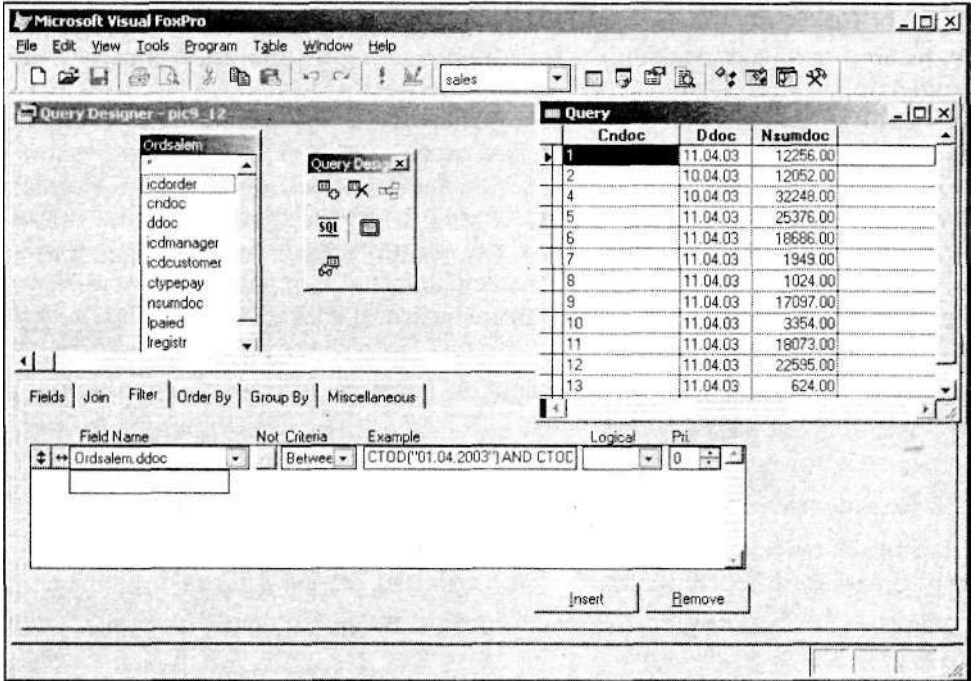 Microsoft Visual FoxPro
File Edit View Tools Program Table Window Help
sales
Query Designer - pic9_12
Ordsalem
*
icdorder
cndoc
ddoc
icdmanager
icdcustomer
ctypepay
nsumdoc
lpaied
lregistr
Query Desig
SQL
Query
Cndoc Ddoc Nsumdoc
1 11.04.03 12256.00
2 10.04.03 12052.00
4 10.04.03 32248.00
5 11.04.03 25376.00
6 11.04.03 18686.00
7 11.04.03 1949.00
8 11.04.03 1024.00
9 11.04.03 17097.00
10 11.04.03 3354.00
11 11.04.03 18073.00
12 11.04.03 22595.00
13 11.04.03 624.00
Fields Join Filter Order By Group By Miscellaneous
Field Name Not Criteria Example Logical Pri.
Ordsalem.ddoc Betwee CTOD("01.04.2003") AND CTOD 0
Insert Remove